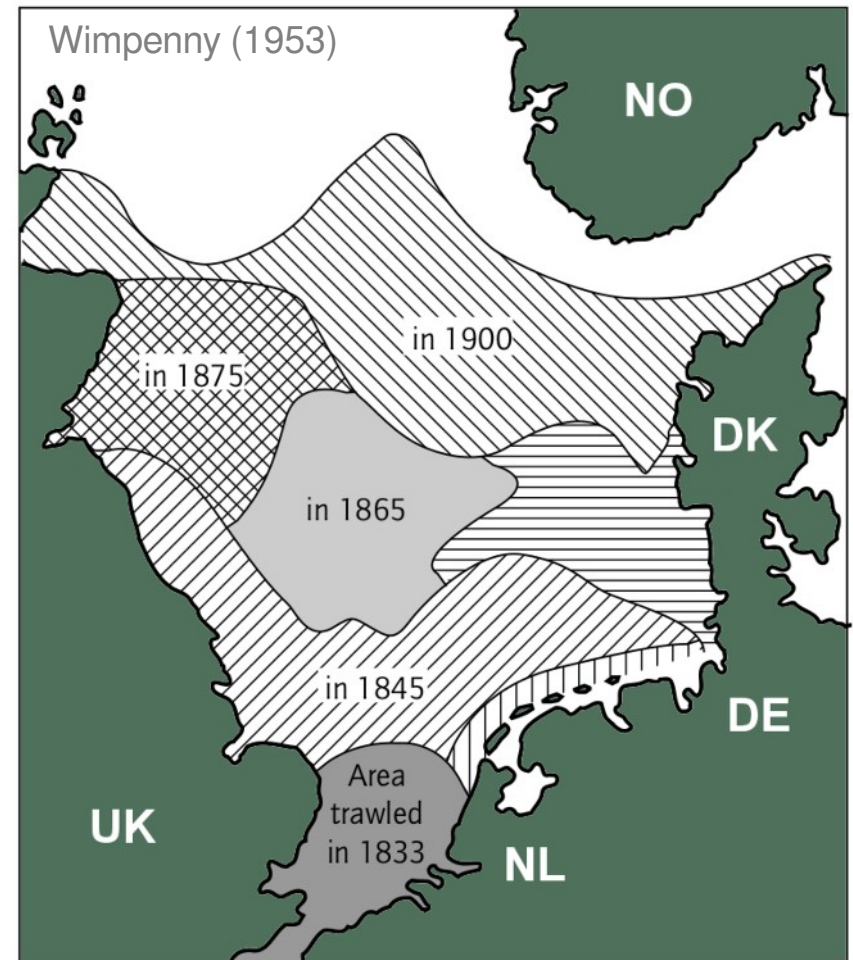 Wimpenny (1953)
NO
in 1900
in 1875
DK
in 1865
in 1845
DE
Area
trawled
in 1833
UK
NL